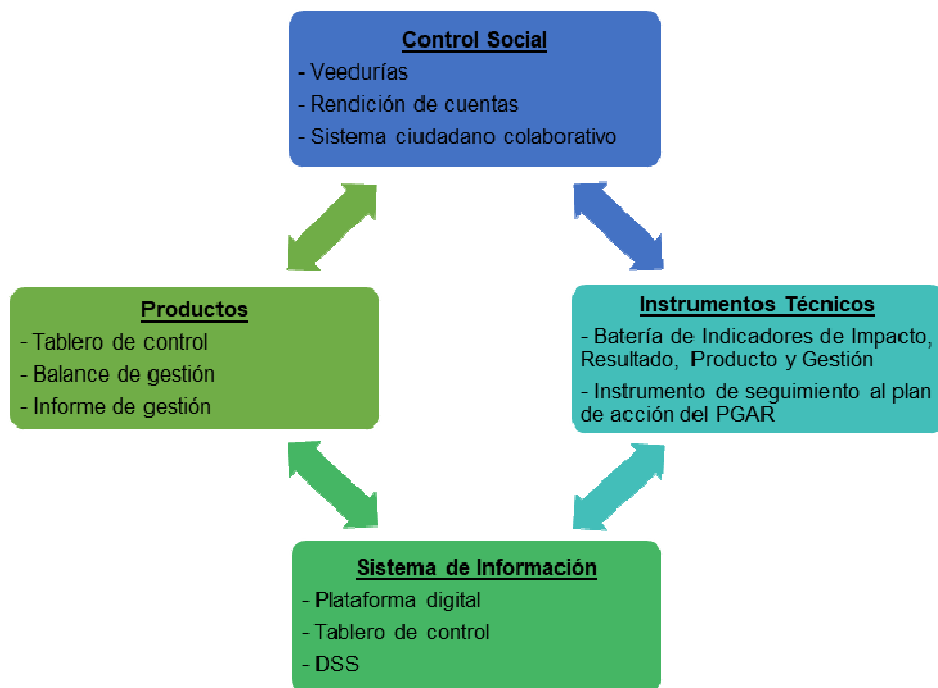 Control Social
- Veedurías
- Rendición de cuentas
- Sistema ciudadano colaborativo
Productos
- Tablero de control
- Balance de gestión
- Informe de gestión
Instrumentos Técnicos
- Batería de Indicadores de Impacto,
Resultado, Producto y Gestión
- Instrumento de seguimiento al plan
de acción del PGAR
Sistema de Información
- Plataforma digital
- Tablero de control
- DSS